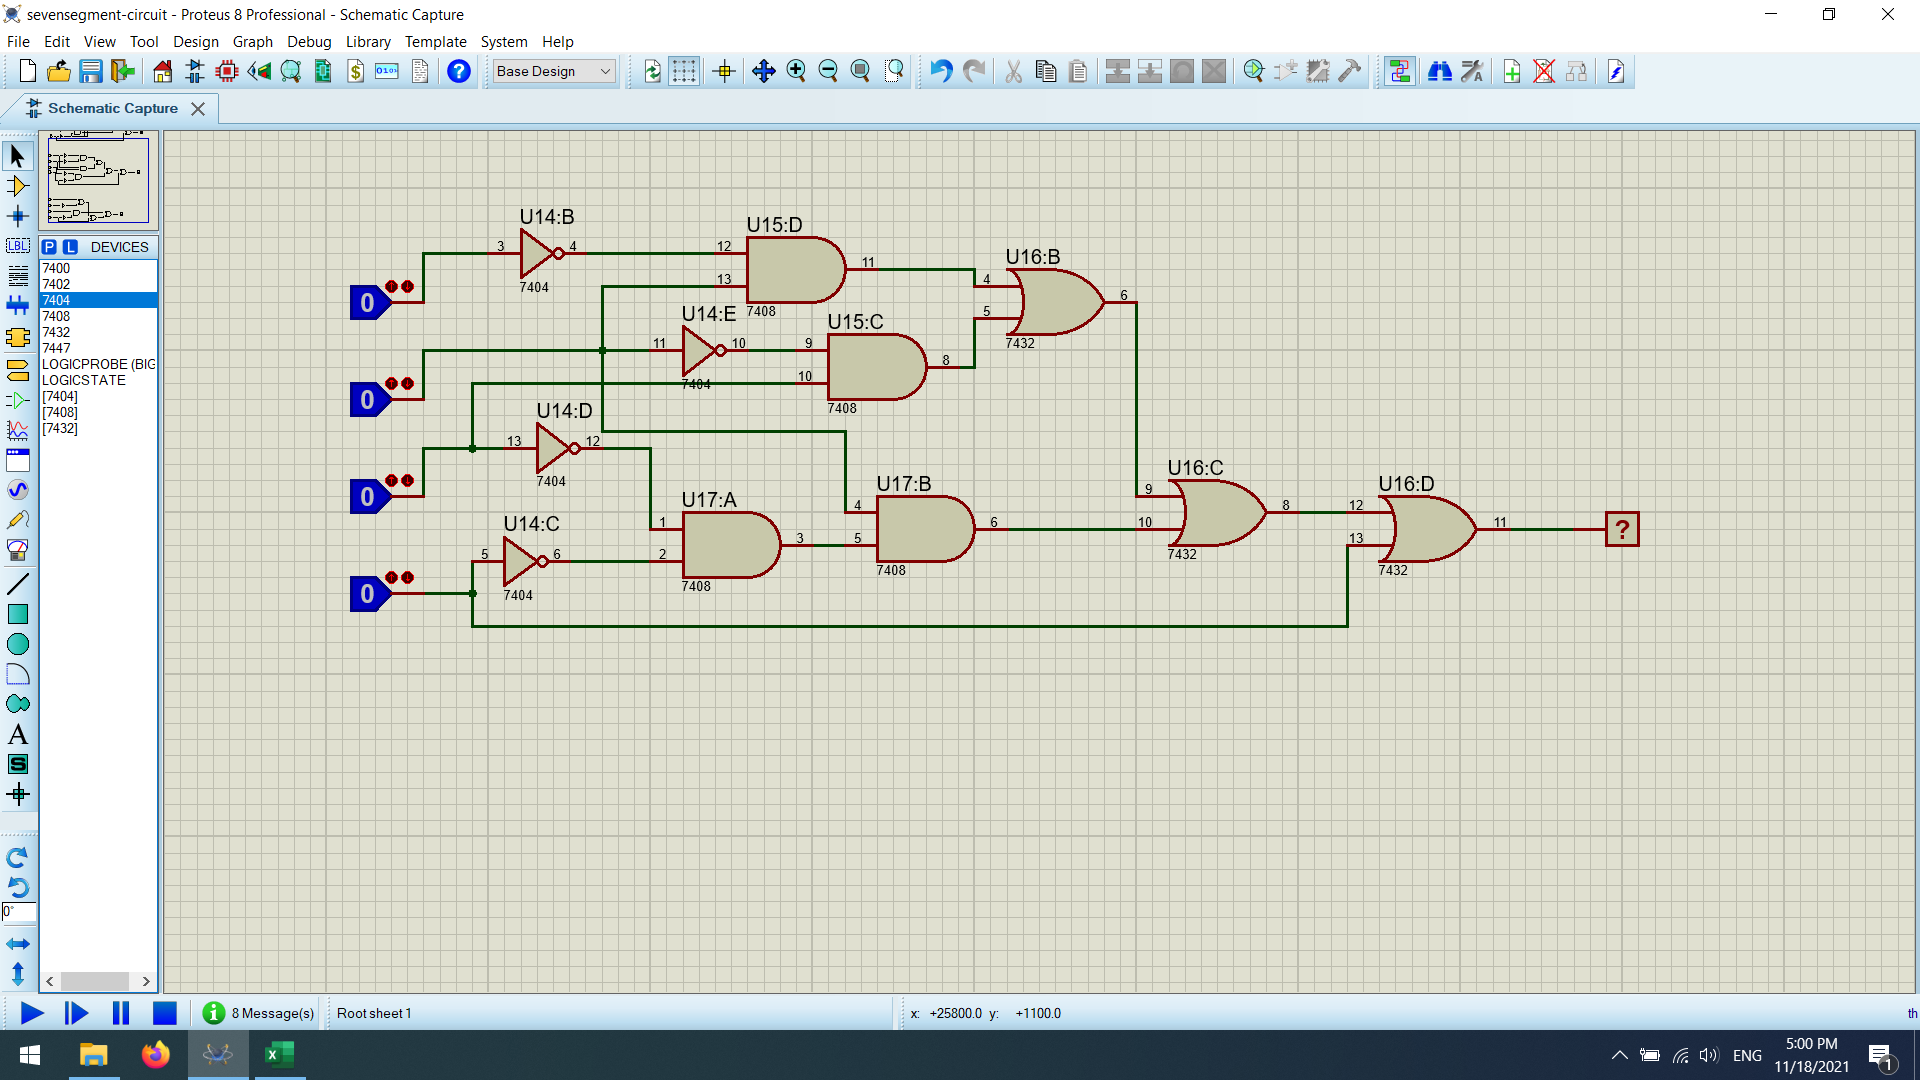 sevensegment-circuit - Proteus 8 Professional - Schematic Capture
File Edit View Tool Design Graph Debug Library Template System Help
Base Design
Schematic Capture
P L DEVICES
7400
7402
7404
7408
7432
7447
LOGICPROBE (BIG
LOGICSTATE
[7404]
[7408]
[7432]
LBL
A
S
0°
U14:B
3 4
7404
U15:D
12 11
13
7408
U16:B
4 6
5
7432
0
U14:E
11 10
7404
U15:C
9 8
10
7408
0
U14:D
13 12
7404
0
U17:A
1 3
2
7408
U17:B
4 6
5
7408
U14:C
5 6
7404
0
U16:C
9 8
10
7432
U16:D
12 11
13
7432
?
8 Message(s)
Root sheet 1
x: +25800.0 y: +1100.0
th
ENG
5:00 PM
11/18/2021
1